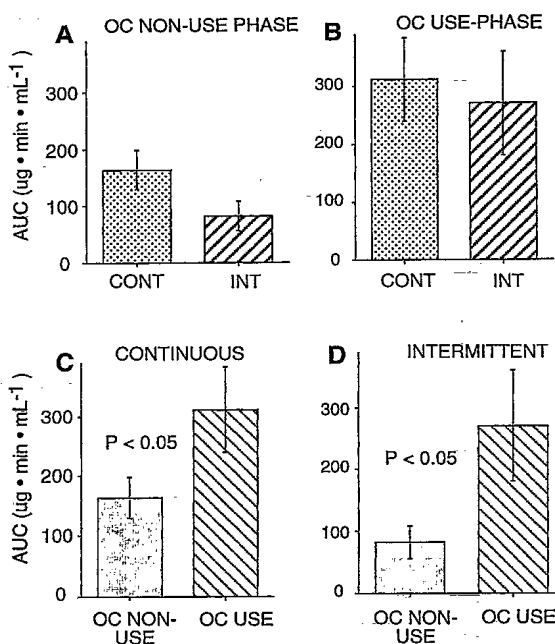 A OC NON-USE PHASE
AUC (ug • min • mL-1)
300
200
100
0
CONT INT
B OC USE-PHASE
300
200
100
0
CONT INT
C CONTINUOUS
AUC (ug • min • mL-1)
300
200
100
0
P < 0.05
OC NON- OC USE
USE
D INTERMITTENT
300
200
100
0
P < 0.05
OC NON- OC USE
USE